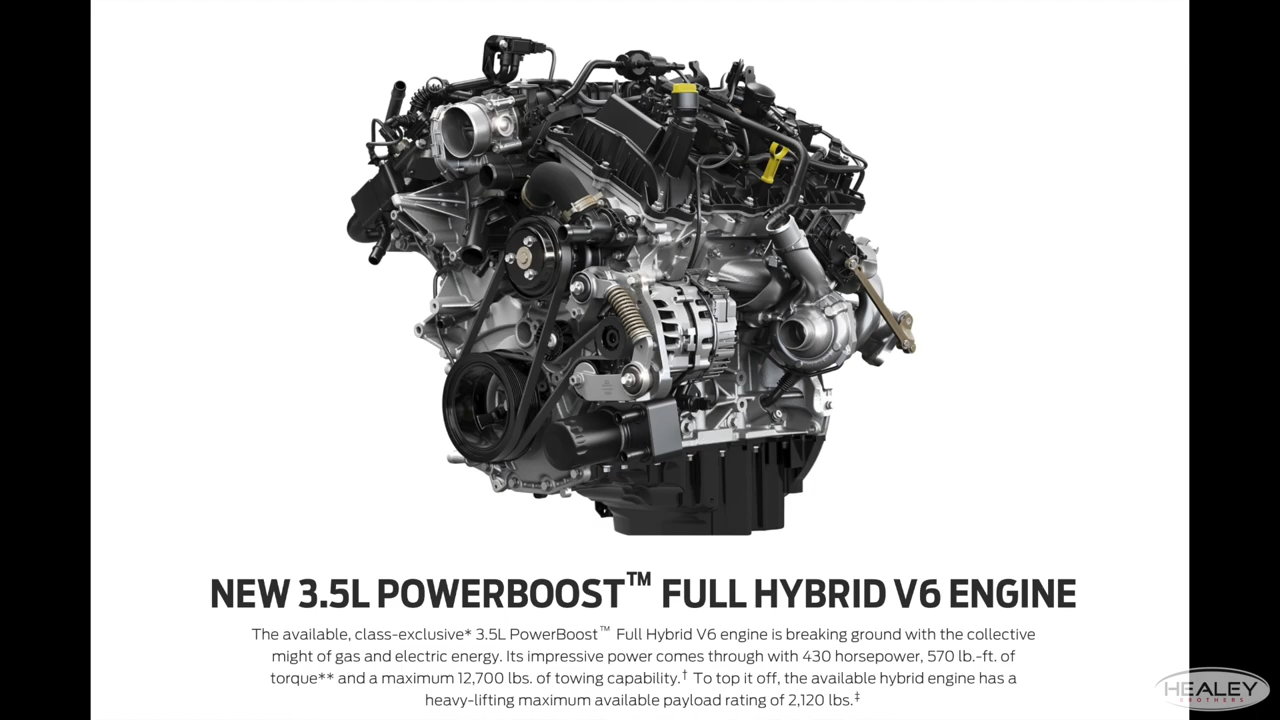 NEW 3.5L POWERBOOST™ FULL HYBRID V6 ENGINE
The available, class-exclusive* 3.5L PowerBoost™ Full Hybrid V6 engine is breaking ground with the collective
might of gas and electric energy. Its impressive power comes through with 430 horsepower, 570 lb.-ft. of
torque** and a maximum 12,700 lbs. of towing capability.† To top it off, the available hybrid engine has a
heavy-lifting maximum available payload rating of 2,120 lbs.‡
HEALEY
BROTHERS